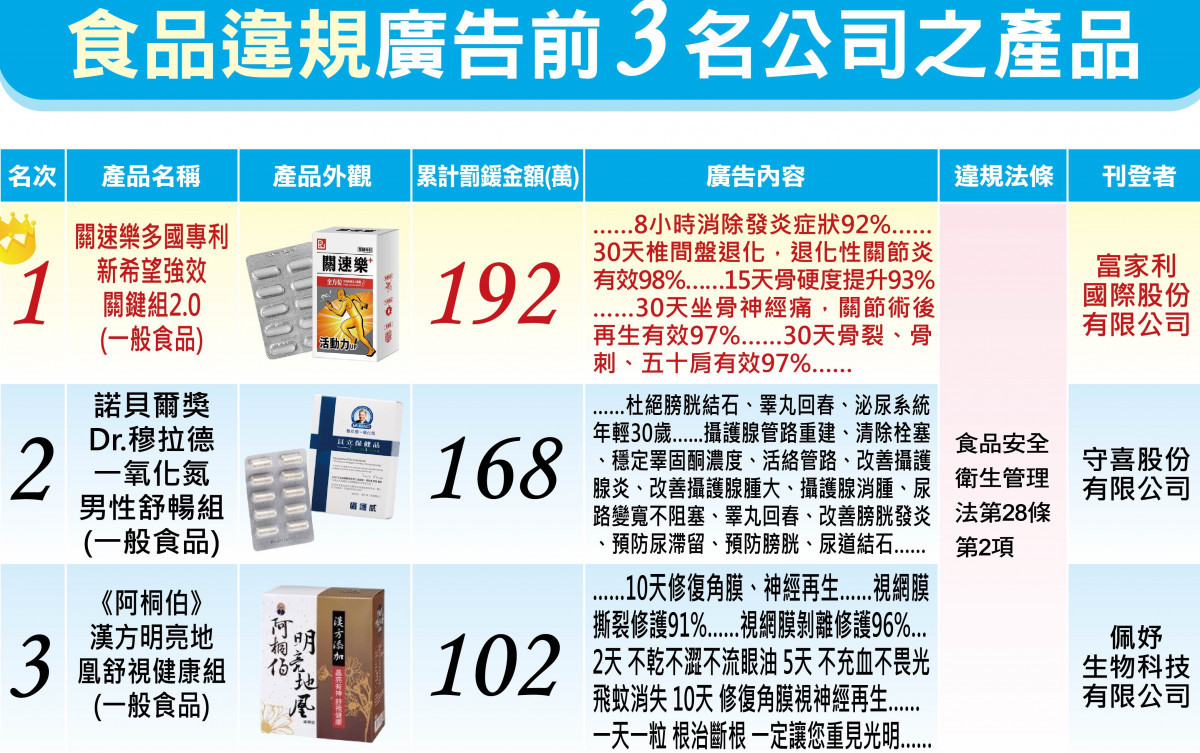 食品違規廣告前3名公司之產品
名次 產品名稱 產品外觀 累計罰鍰金額(萬) 廣告內容 違規法條 刊登者
1
關速樂多國專利
新希望強效
關鍵組2.0
(一般食品)
關速樂+
全方位
活動力UP
192
......8小時消除發炎症狀92%......
30天椎間盤退化，退化性關節炎
有效98%......15天骨硬度提升93%
......30天坐骨神經痛，關節術後
再生有效97%......30天骨裂、骨
刺、五十肩有效97%......
富家利
國際股份
有限公司
2
諾貝爾獎
Dr.穆拉德
一氧化氮
男性舒暢組
(一般食品)
168
......杜絕膀胱結石、睪丸回春、泌尿系統
年輕30歲......攝護腺管路重建、清除栓塞
、穩定睪固酮濃度、活絡管路、改善攝護
腺炎、改善攝護腺腫大、攝護腺消腫、尿
路變寬不阻塞、睪丸回春、改善膀胱發炎
、預防尿滯留、預防膀胱、尿道結石......
食品安全
衛生管理
法第28條
第2項
守喜股份
有限公司
3
《阿桐伯》
漢方明亮地
凰舒視健康組
(一般食品)
阿桐伯
明亮地凰
漢方添加
102
......10天修復角膜、神經再生......視網膜
撕裂修護91%......視網膜剝離修護96%...
2天 不乾不澀不流眼油 5天 不充血不畏光
飛蚊消失 10天 修復角膜視神經再生......
一天一粒 根治斷根 一定讓您重見光明......
佩妤
生物科技
有限公司